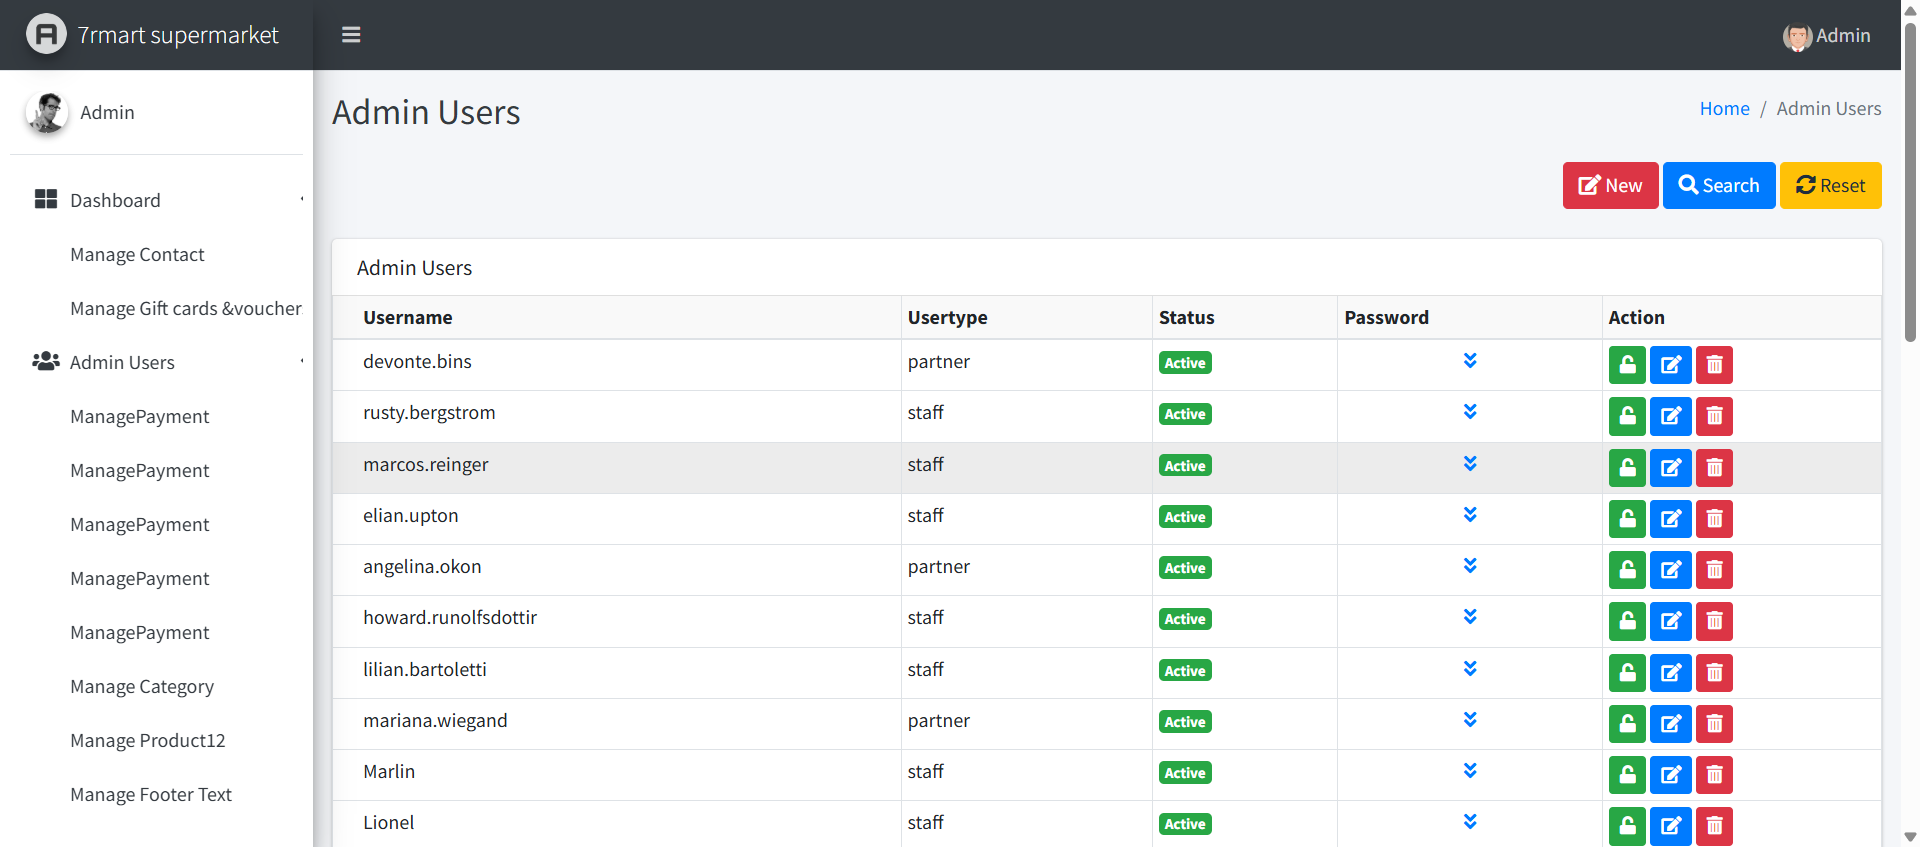 7rmart supermarket
Admin
Admin
Dashboard
Manage Contact
Manage Gift cards &voucher
Admin Users
ManagePayment
ManagePayment
ManagePayment
ManagePayment
ManagePayment
Manage Category
Manage Product12
Manage Footer Text
Admin Users
Home / Admin Users
New Search Reset
Admin Users
Username Usertype Status Password Action
devonte.bins partner Active
rusty.bergstrom staff Active
marcos.reinger staff Active
elian.upton staff Active
angelina.okon partner Active
howard.runolfsdottir staff Active
lilian.bartoletti staff Active
mariana.wiegand partner Active
Marlin staff Active
Lionel staff Active